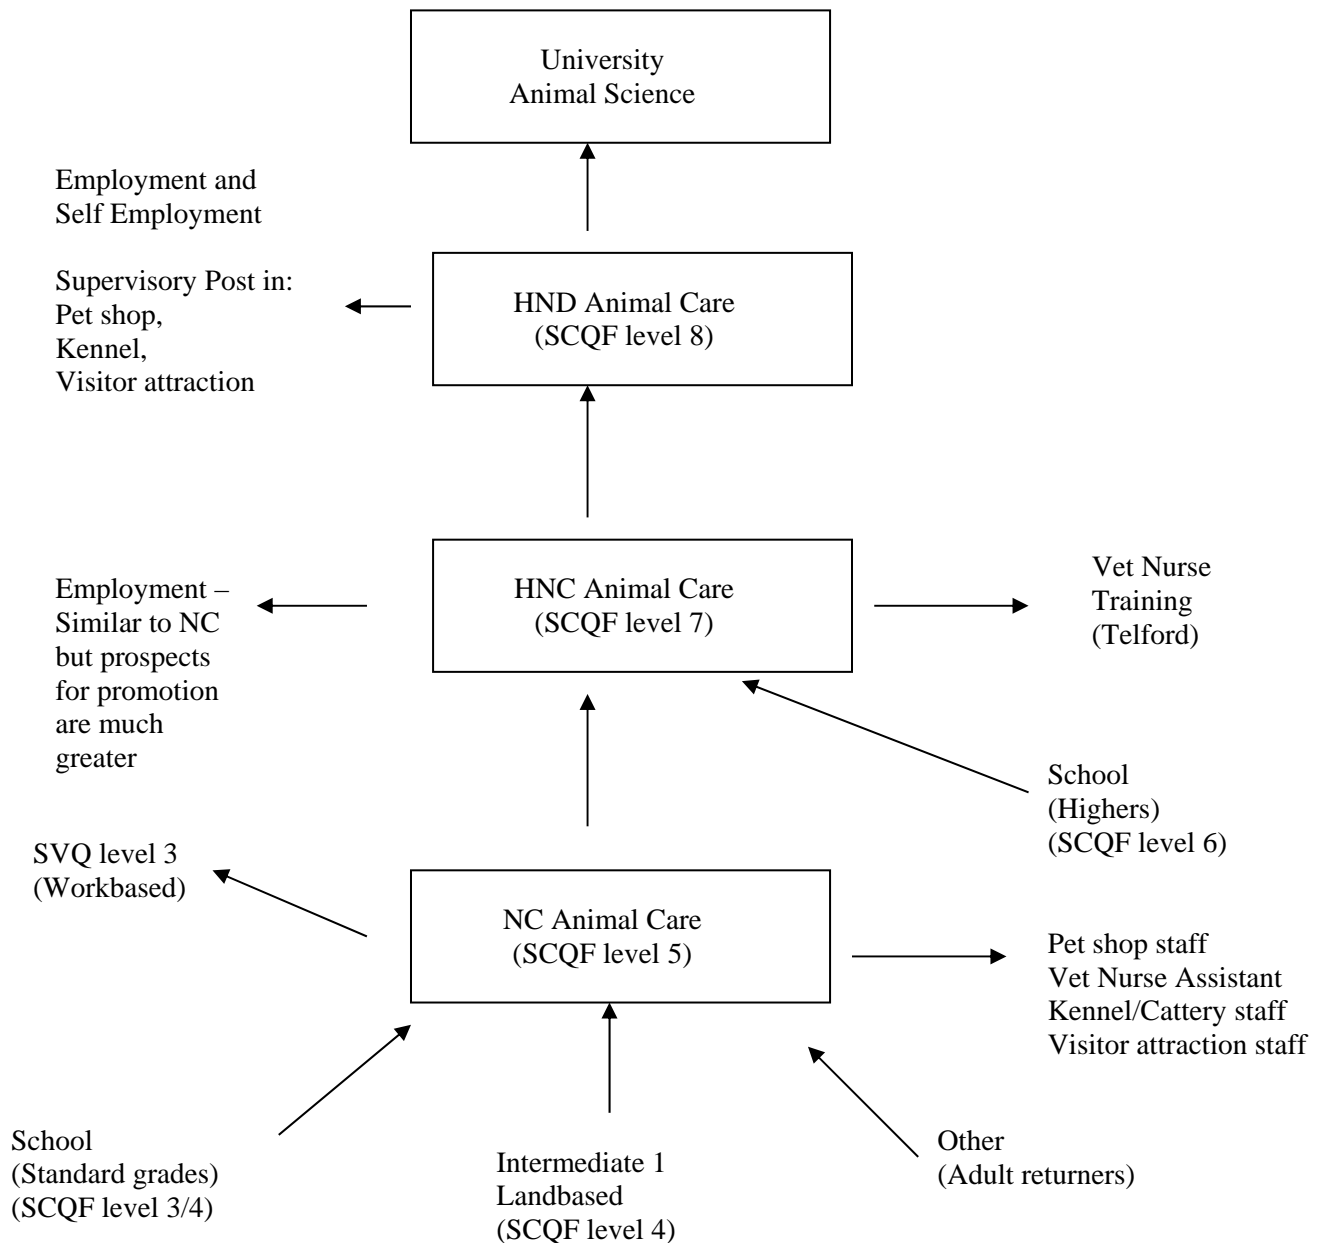 University
Animal Science
Employment and
Self Employment
Supervisory Post in:
Pet shop,
Kennel,
Visitor attraction
HND Animal Care
(SCQF level 8)
Employment –
Similar to NC
but prospects
for promotion
are much
greater
HNC Animal Care
(SCQF level 7)
Vet Nurse
Training
(Telford)
School
(Highers)
(SCQF level 6)
SVQ level 3
(Workbased)
NC Animal Care
(SCQF level 5)
Pet shop staff
Vet Nurse Assistant
Kennel/Cattery staff
Visitor attraction staff
School
(Standard grades)
(SCQF level 3/4)
Intermediate 1
Landbased
(SCQF level 4)
Other
(Adult returners)